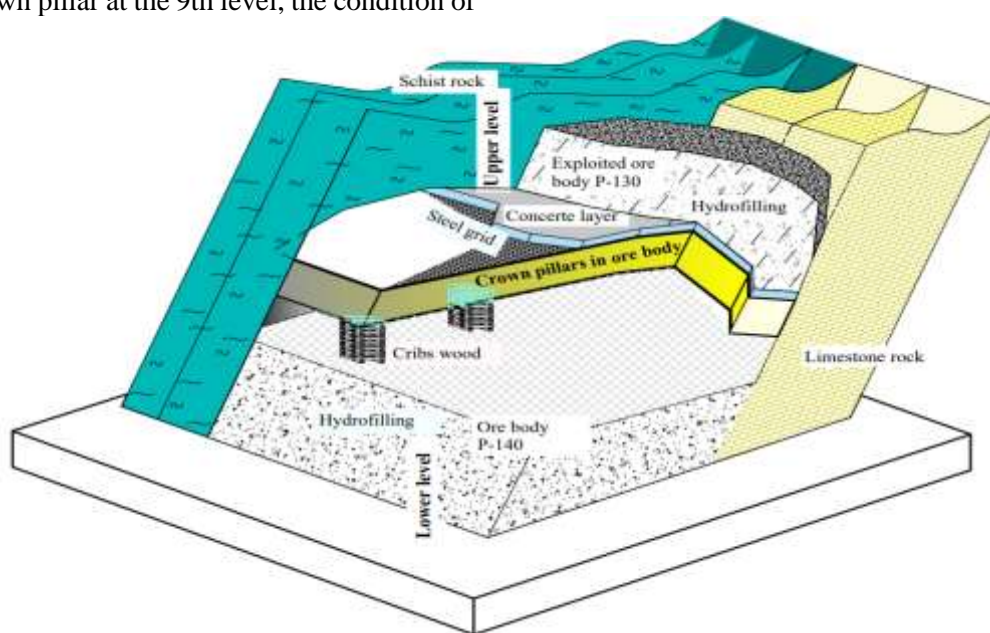 wn pillar at the 9th level, the condition of
Schist rock
Upper level
Exploited ore
body P-130
Hydrofilling
Concerte layer
Steel grid
Crown pillars in ore body
Cribs wood
Limestone rock
Hydrofilling
Ore body
P-140
Lower level